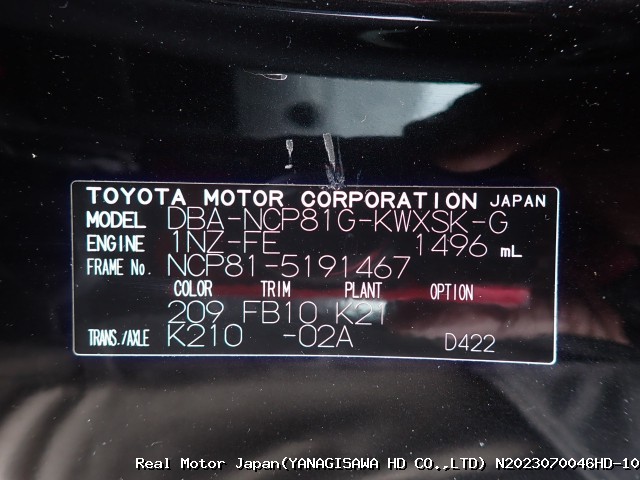 TOYOTA MOTOR CORPORATION JAPAN
MODEL DBA-NCP81G-KWXSK-G
ENGINE 1NZ-FE 1496 mL
FRAME No. NCP81-5191467
COLOR TRIM PLANT OPTION
209 FB10 K21
TRANS./AXLE K210 -02A D422
Real Motor Japan(YANAGISAWA HD CO.,LTD) N2023070046HD-10